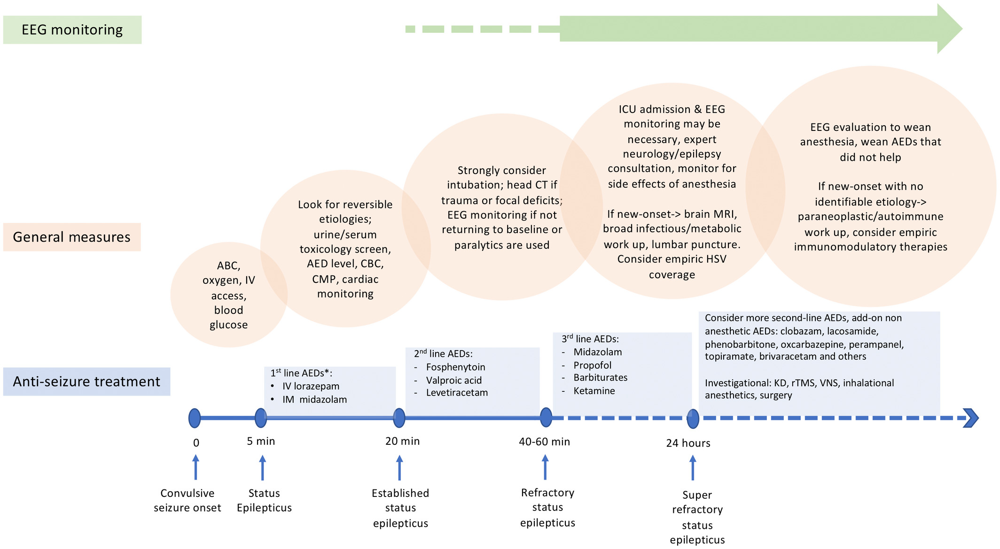 EEG monitoring
General measures
ABC,
oxygen, IV
access,
blood
glucose
Look for reversible
etiologies;
urine/serum
toxicology screen,
AED level, CBC,
CMP, cardiac
monitoring
Strongly consider
intubation; head CT if
trauma or focal deficits;
EEG monitoring if not
returning to baseline or
paralytics are used
ICU admission & EEG
monitoring may be
necessary, expert
neurology/epilepsy
consultation, monitor for
side effects of anesthesia
If new-onset-> brain MRI,
broad infectious/metabolic
work up, lumbar puncture.
Consider empiric HSV
coverage
EEG evaluation to wean
anesthesia, wean AEDs that
did not help
If new-onset with no
identifiable etiology->
paraneoplastic/autoimmune
work up, consider empiric
immunomodulatory therapies
Anti-seizure treatment
1st line AEDs*:
• IV lorazepam
• IM midazolam
2nd line AEDs:
- Fosphenytoin
- Valproic acid
- Levetiracetam
3rd line AEDs:
- Midazolam
- Propofol
- Barbiturates
- Ketamine
Consider more second-line AEDs, add-on non
anesthetic AEDs: clobazam, lacosamide,
phenobarbitone, oxcarbazepine, perampanel,
topiramate, brivaracetam and others
Investigational: KD, rTMS, VNS, inhalational
anesthetics, surgery
0
5 min
20 min
40-60 min
24 hours
Convulsive
seizure onset
Status
Epilepticus
Established
status
epilepticus
Refractory
status
epilepticus
Super
refractory
status
epilepticus